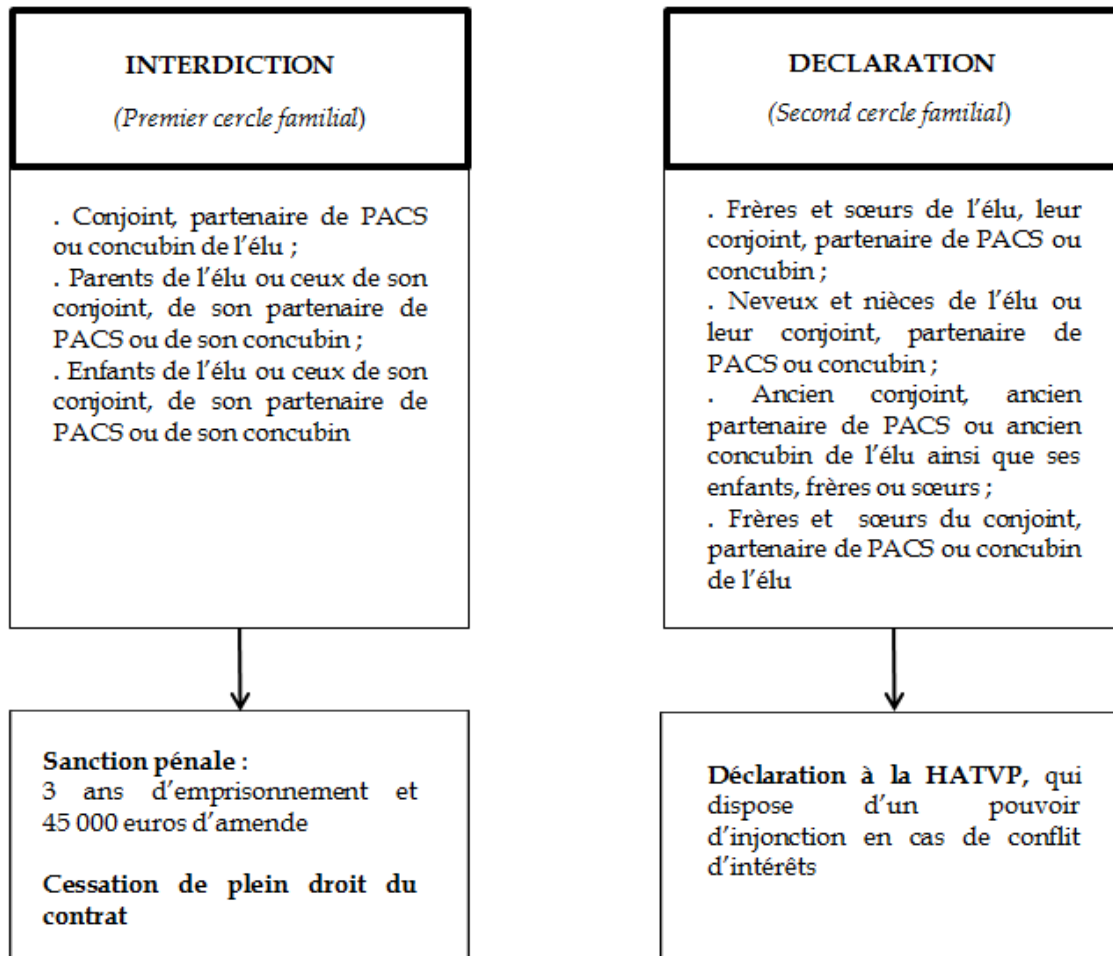 INTERDICTION
(Premier cercle familial)
. Conjoint, partenaire de PACS
ou concubin de l'élu ;
. Parents de l'élu ou ceux de son
conjoint, de son partenaire de
PACS ou de son concubin ;
. Enfants de l'élu ou ceux de son
conjoint, de son partenaire de
PACS ou de son concubin
Sanction pénale :
3 ans d'emprisonnement et
45 000 euros d'amende
Cessation de plein droit du
contrat
DECLARATION
(Second cercle familial)
. Frères et sœurs de l'élu, leur
conjoint, partenaire de PACS ou
concubin ;
. Neveux et nièces de l'élu ou
leur conjoint, partenaire de
PACS ou concubin ;
. Ancien conjoint, ancien
partenaire de PACS ou ancien
concubin de l'élu ainsi que ses
enfants, frères ou sœurs ;
. Frères et sœurs du conjoint,
partenaire de PACS ou concubin
de l'élu
Déclaration à la HATVP, qui
dispose d'un pouvoir
d'injonction en cas de conflit
d'intérêts